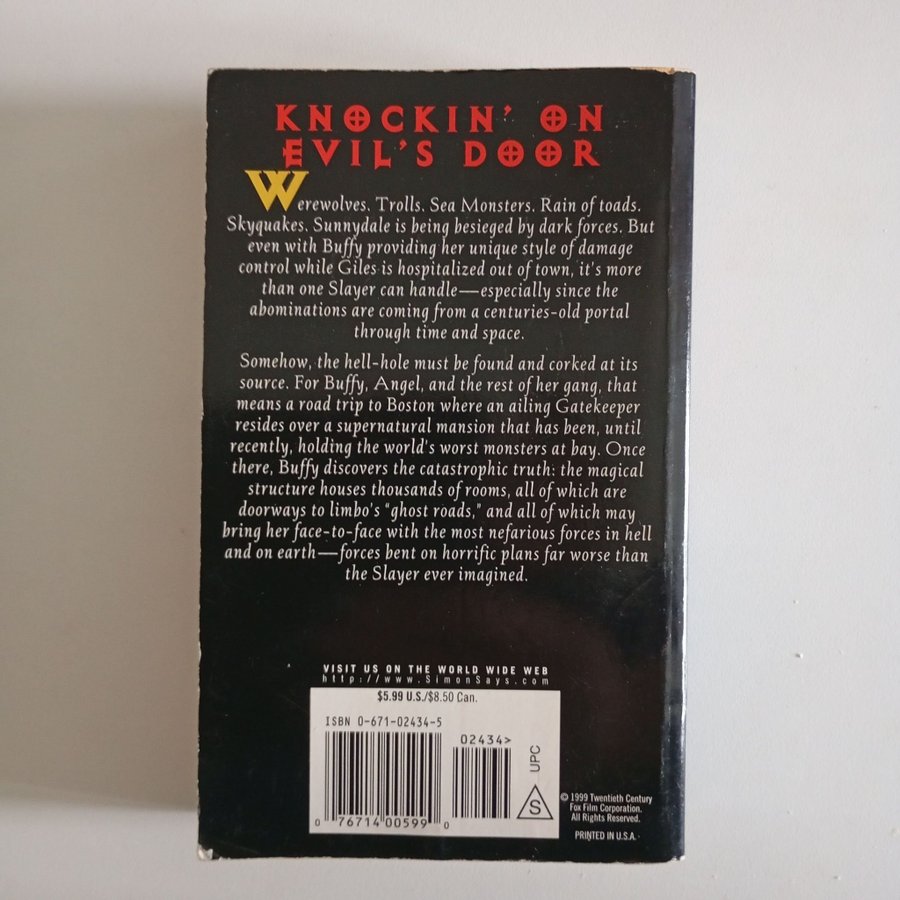 KNOCKIN' ON
EVIL'S DOOR
Werewolves. Trolls. Sea Monsters. Rain of toads.
Skyquakes. Sunnydale is being besieged by dark forces. But
even with Buffy providing her unique style of damage
control while Giles is hospitalized out of town, it's more
than one Slayer can handle—especially since the
abominations are coming from a centuries-old portal
through time and space.
Somehow, the hell-hole must be found and corked at its
source. For Buffy, Angel, and the rest of her gang, that
means a road trip to Boston where an ailing Gatekeeper
resides over a supernatural mansion that has been, until
recently, holding the world's worst monsters at bay. Once
there, Buffy discovers the catastrophic truth: the magical
structure houses thousands of rooms, all of which are
doorways to limbo's "ghost roads," and all of which may
bring her face-to-face with the most nefarious forces in hell
and on earth—forces bent on horrific plans far worse than
the Slayer ever imagined.
VISIT US ON THE WORLD WIDE WEB
http://www.SimonSays.com
$5.99 U.S./$8.50 Can.
ISBN 0-671-02434-5
02434>
UPC
S
0 76714 00599 0
© 1999 Twentieth Century
Fox Film Corporation.
All Rights Reserved.
PRINTED IN U.S.A.